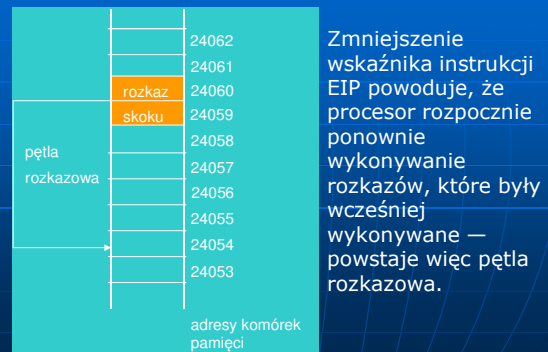 24062
24061
rozkaz 24060
skoku 24059
24058
pętla
24057
rozkazowa
24056
24055
24054
24053
adresy komórek
pamięci
Zmniejszenie
wskaźnika instrukcji
EIP powoduje, że
procesor rozpocznie
ponownie
wykonywanie
rozkazów, które były
wcześniej
wykonywane —
powstaje więc pętla
rozkazowa.